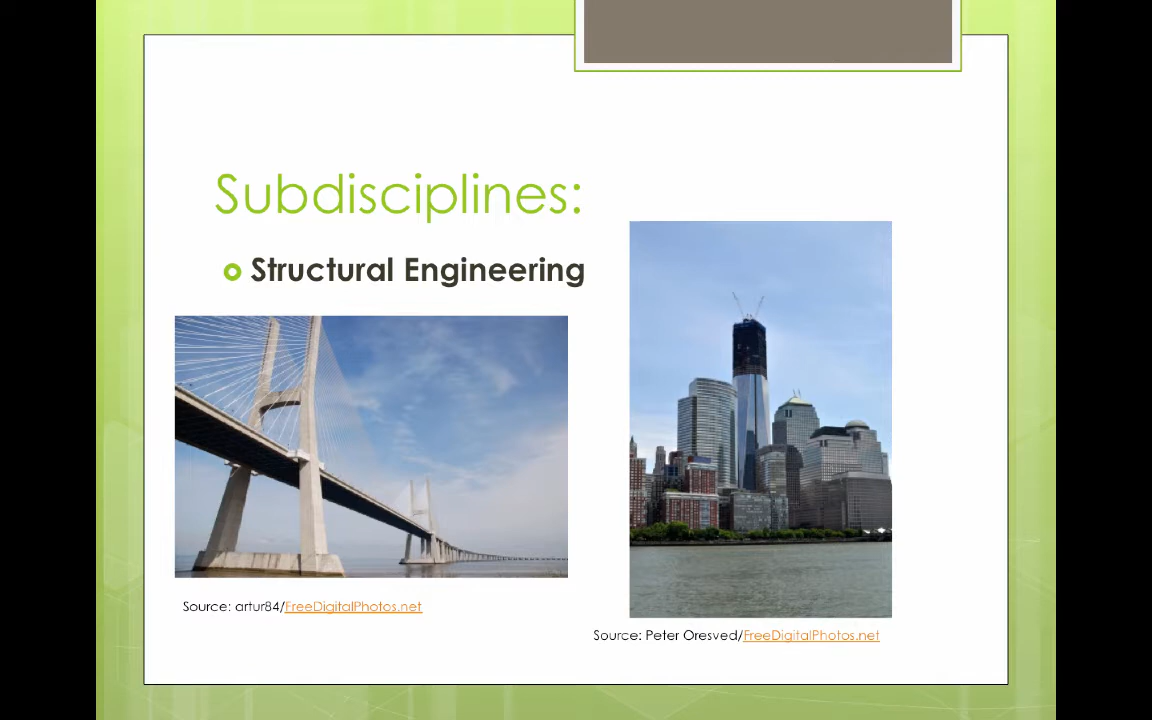 Subdisciplines:
Structural Engineering
Source: artur84/FreeDigitalPhotos.net
Source: Peter Oresved/FreeDigitalPhotos.net